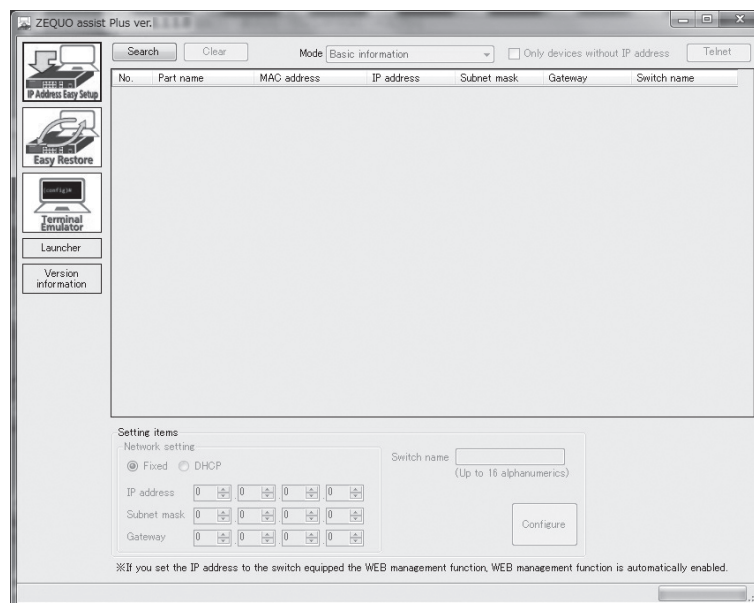 ZEQUO assist Plus ver.
Search Clear Mode Basic information Only devices without IP address Telnet
No. Part name MAC address IP address Subnet mask Gateway Switch name
IP Address Easy Setup
Easy Restore
(config)#
Terminal
Emulator
Launcher
Version
information
Setting items
Network setting
Fixed DHCP
Switch name
(Up to 16 alphanumerics)
IP address 0 0 0 0
Subnet mask 0 0 0 0
Gateway 0 0 0 0
Configure
※If you set the IP address to the switch equipped the WEB manegement function, WEB manegement function is automatically enabled.